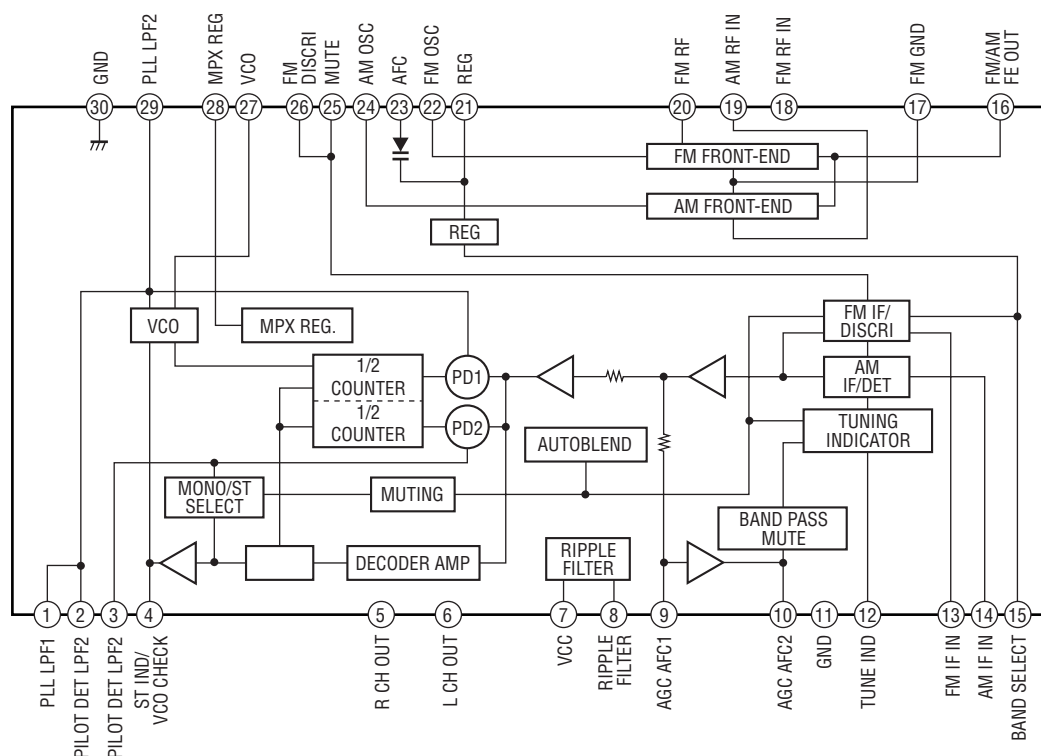 GND
PLL LPF2
MPX REG
VCO
FM
DISCRI
MUTE
AM OSC
AFC
FM OSC
REG
FM RF
AM RF IN
FM RF IN
FM GND
FM/AM
FE OUT
30
29
28
27
26
25
24
23
22
21
20
19
18
17
16
FM FRONT-END
AM FRONT-END
REG
VCO
MPX REG.
FM IF/
DISCRI
1/2
COUNTER
1/2
COUNTER
PD1
PD2
AM
IF/DET
TUNING
INDICATOR
AUTOBLEND
MONO/ST
SELECT
MUTING
BAND PASS
MUTE
DECODER AMP
RIPPLE
FILTER
1
2
3
4
5
6
7
8
9
10
11
12
13
14
15
PLL LPF1
PILOT DET LPF2
PILOT DET LPF2
ST IND/
VCO CHECK
R CH OUT
L CH OUT
VCC
RIPPLE
FILTER
AGC AFC1
AGC AFC2
GND
TUNE IND
FM IF IN
AM IF IN
BAND SELECT